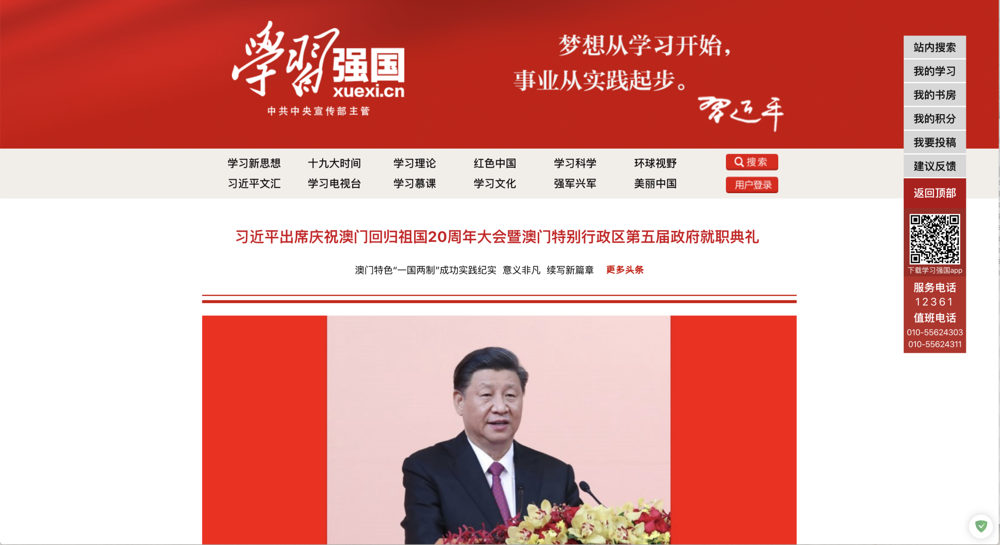 學習强国
xuexi.cn
中共中央宣传部主管
梦想从学习开始，
事业从实践起步。
习近平
学习新思想 十九大时间 学习理论 红色中国 学习科学 环球视野 搜索
习近平文汇 学习电视台 学习慕课 学习文化 强军兴军 美丽中国 用户登录
习近平出席庆祝澳门回归祖国20周年大会暨澳门特别行政区第五届政府就职典礼
澳门特色“一国两制”成功实践纪实 意义非凡 续写新篇章 更多头条
站内搜索
我的学习
我的书房
我的积分
我要投稿
建议反馈
返回顶部
下载学习强国app
服务电话
12361
值班电话
010-55624303
010-55624311